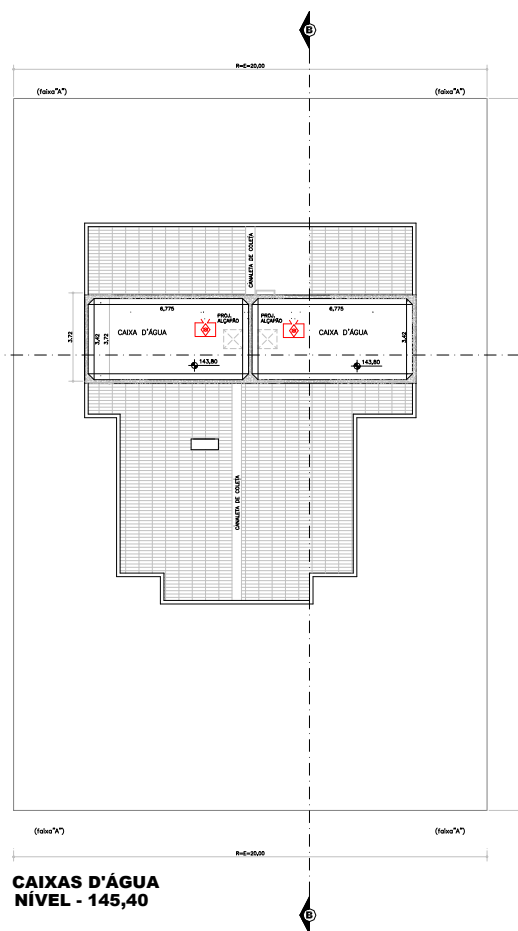 B
R=E=20,00
(faixa"A")
(faixa"A")
CANALETA DE COLETA
6,775
6,775
PROJ.
ALÇAPÃO
PROJ.
ALÇAPÃO
CAIXA D'ÁGUA
CAIXA D'ÁGUA
3,72
3,42
3,72
3,42
143,80
143,80
CANALETA DE COLETA
(faixa"A")
(faixa"A")
R=E=20,00
CAIXAS D'ÁGUA
NÍVEL - 145,40
B